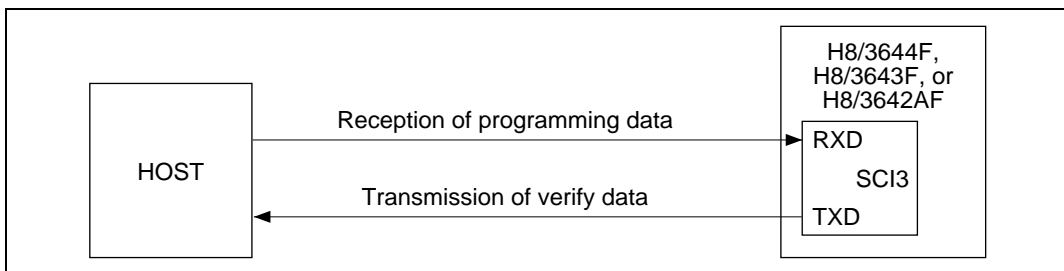 H8/3644F,
H8/3643F, or
H8/3642AF
Reception of programming data
RXD
HOST
SCI3
Transmission of verify data
TXD